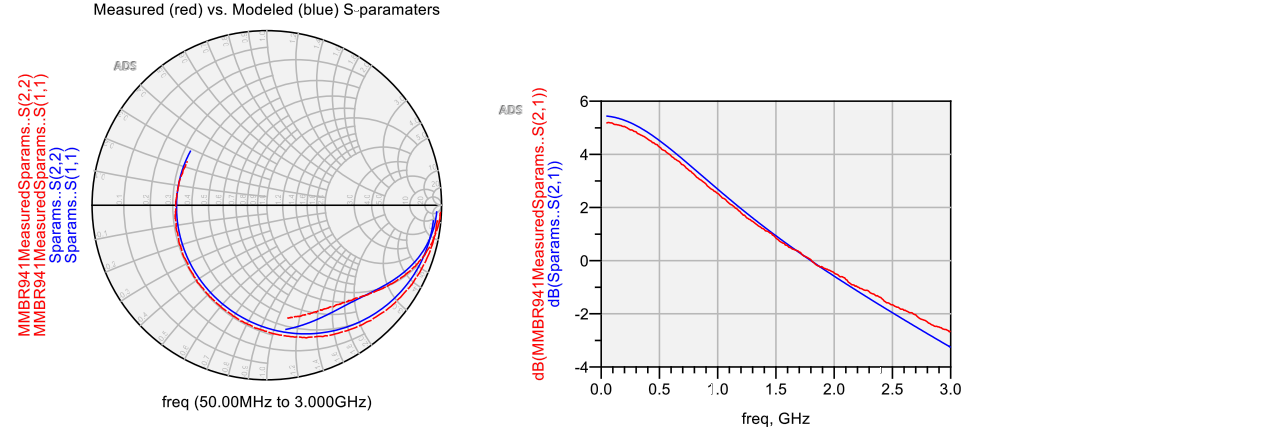 Measured (red) vs. Modeled (blue) S-paramaters
ADS
MMBR941MeasuredSparams..S(2,2)
MMBR941MeasuredSparams..S(1,1)
Sparams..S(2,2)
Sparams..S(1,1)
freq (50.00MHz to 3.000GHz)
ADS
dB(MMBR941MeasuredSparams..S(2,1))
dB(Sparams..S(2,1))
6
4
2
0
-2
-4
0.0 0.5 1.0 1.5 2.0 2.5 3.0
freq, GHz